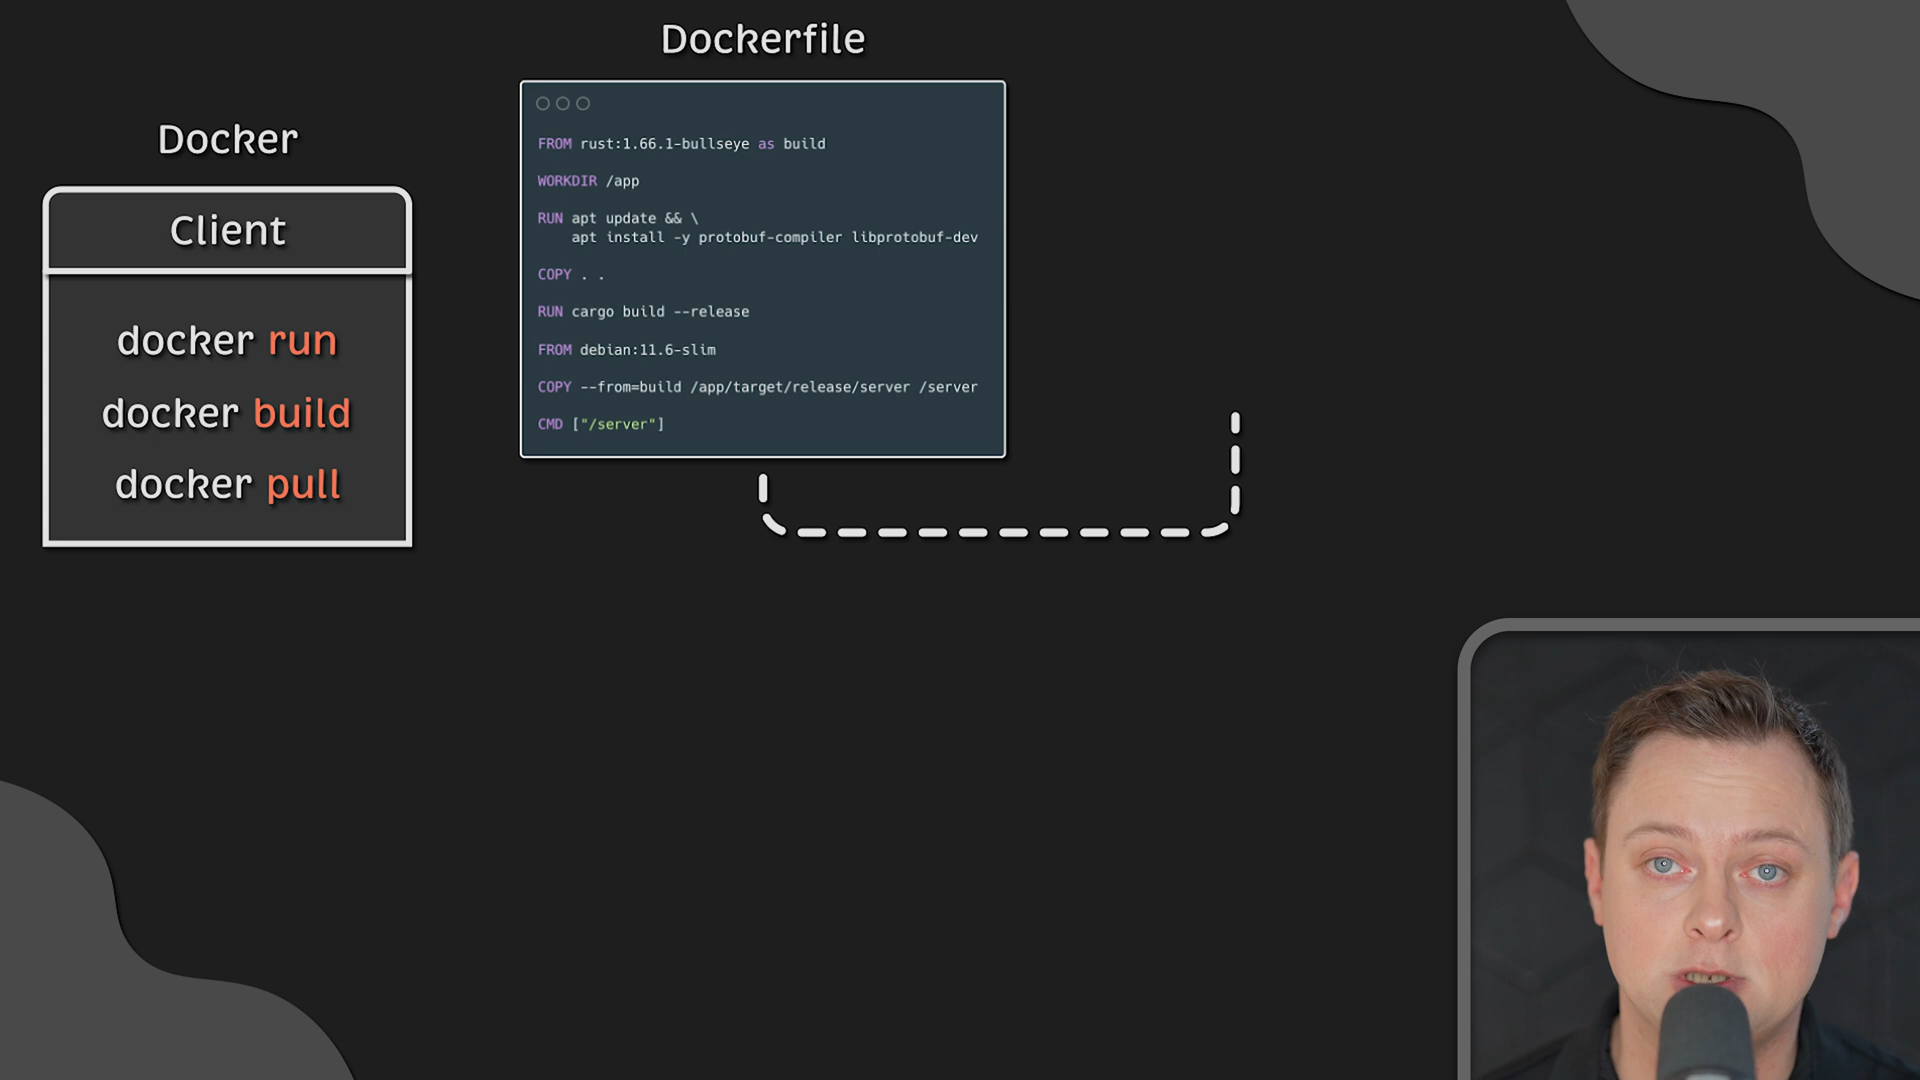 Docker
Client
docker run
docker build
docker pull
Dockerfile
FROM rust:1.66.1-bullseye as build
WORKDIR /app
RUN apt update && \
    apt install -y protobuf-compiler libprotobuf-dev
COPY . .
RUN cargo build --release
FROM debian:11.6-slim
COPY --from=build /app/target/release/server /server
CMD ["/server"]